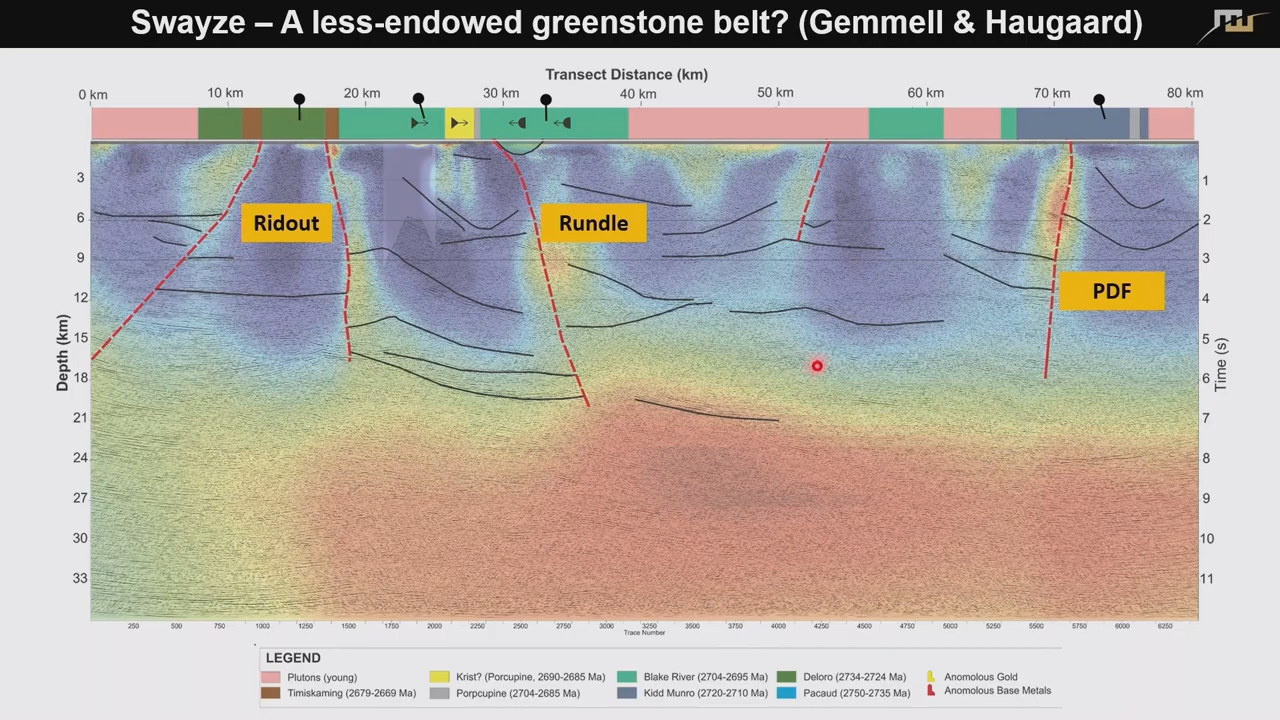 Swayze – A less-endowed greenstone belt? (Gemmell & Haugaard)
Transect Distance (km)
0 km 10 km 20 km 30 km 40 km 50 km 60 km 70 km 80 km
3 1
6 2
9 3
12 4
15 5
18 6
21 7
24 8
27 9
30 10
33 11
Ridout
Rundle
PDF
Depth (km)
Time (s)
250 500 750 1000 1250 1500 1750 2000 2250 2500 2750 3000 3250 3500 3750 4000 4250 4500 4750 5000 5250 5500 5750 6000 6250
Trace Number
LEGEND
Plutons (young) Krist? (Porcupine, 2690-2685 Ma) Blake River (2704-2695 Ma) Deloro (2734-2724 Ma) Anomolous Gold
Timiskaming (2679-2669 Ma) Porpcupine (2704-2685 Ma) Kidd Munro (2720-2710 Ma) Pacaud (2750-2735 Ma) Anomolous Base Metals